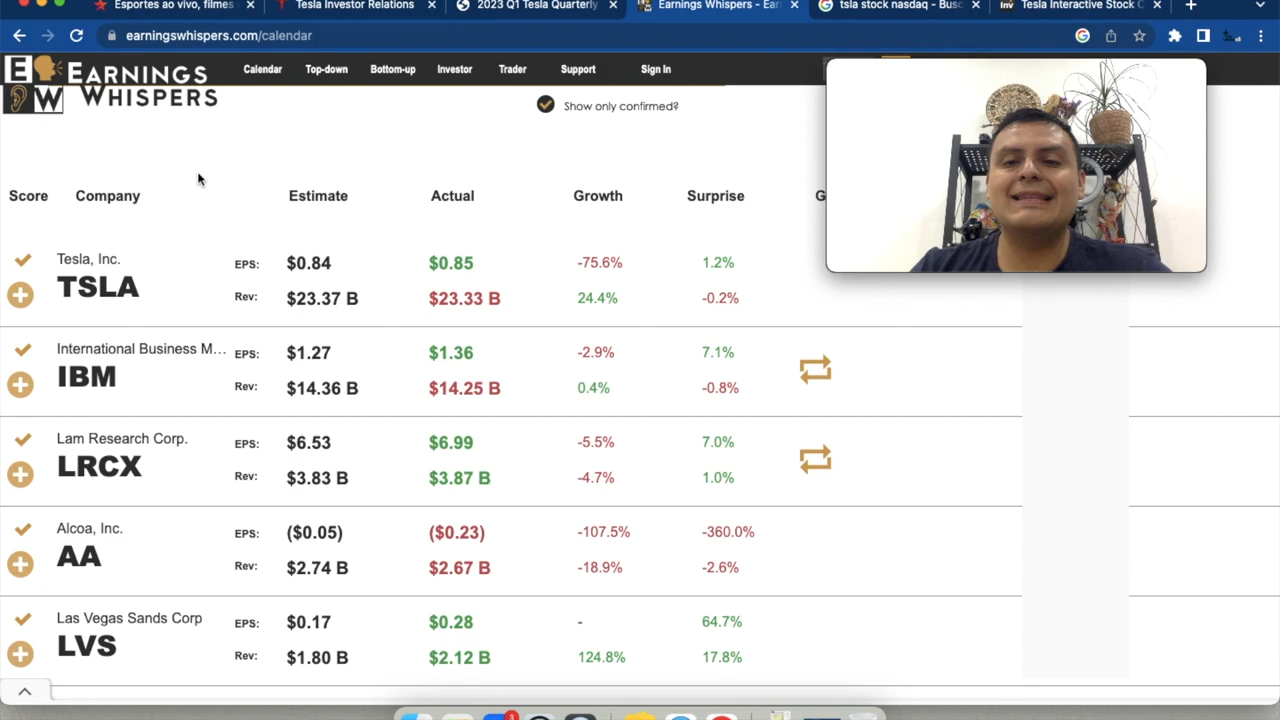 Esportes ao vivo, filmes
Tesla Investor Relations
2023 Q1 Tesla Quarterly
Earnings Whispers - Ear
tsla stock nasdaq - Busc
Tesla Interactive Stock C
earningswhispers.com/calendar
E W EARNINGS WHISPERS
Calendar Top-down Bottom-up Investor Trader Support Sign In
Show only confirmed?
Score Company Estimate Actual Growth Surprise G
Tesla, Inc. EPS: $0.84 $0.85 -75.6% 1.2%
TSLA Rev: $23.37 B $23.33 B 24.4% -0.2%
International Business M... EPS: $1.27 $1.36 -2.9% 7.1%
IBM Rev: $14.36 B $14.25 B 0.4% -0.8%
Lam Research Corp. EPS: $6.53 $6.99 -5.5% 7.0%
LRCX Rev: $3.83 B $3.87 B -4.7% 1.0%
Alcoa, Inc. EPS: ($0.05) ($0.23) -107.5% -360.0%
AA Rev: $2.74 B $2.67 B -18.9% -2.6%
Las Vegas Sands Corp EPS: $0.17 $0.28 - 64.7%
LVS Rev: $1.80 B $2.12 B 124.8% 17.8%